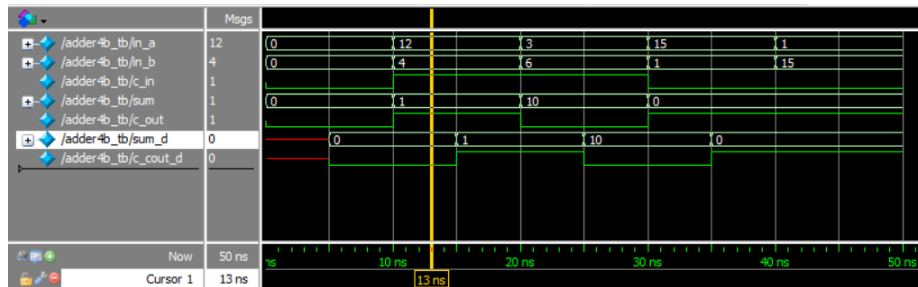 Msgs
/adder4b_tb/in_a 12 0 12 3 15 1
/adder4b_tb/in_b 4 0 4 6 1 15
/adder4b_tb/c_in 1
/adder4b_tb/sum 1 0 1 10 0
/adder4b_tb/c_out 1
/adder4b_tb/sum_d 0 0 1 10 0
/adder4b_tb/c_cout_d 0
Now 50 ns ns 10 ns 20 ns 30 ns 40 ns 50 ns
Cursor 1 13 ns 13 ns